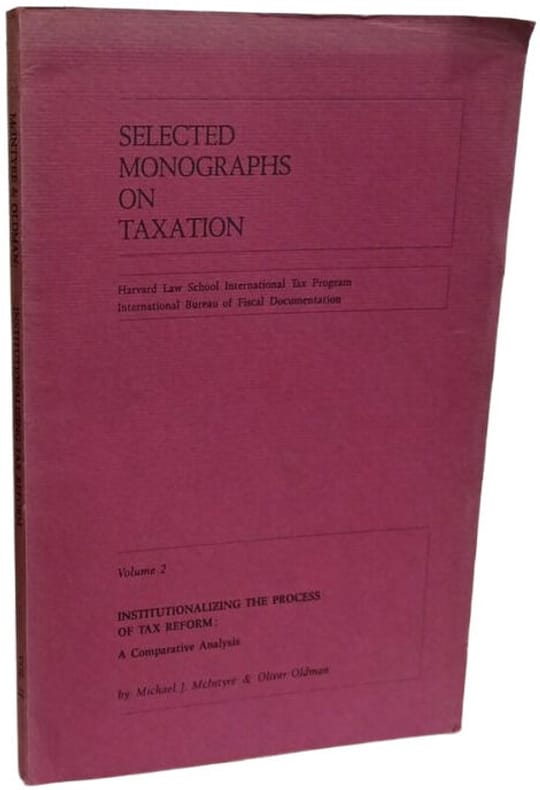 SELECTED
MONOGRAPHS
ON
TAXATION
Harvard Law School International Tax Program
International Bureau of Fiscal Documentation
Volume 2
INSTITUTIONALIZING THE PROCESS
OF TAX REFORM:
A Comparative Analysis
by Michael J. McIntyre & Oliver Oldman
McINTYRE & OLDMAN
INSTITUTIONALIZING TAX REFORM